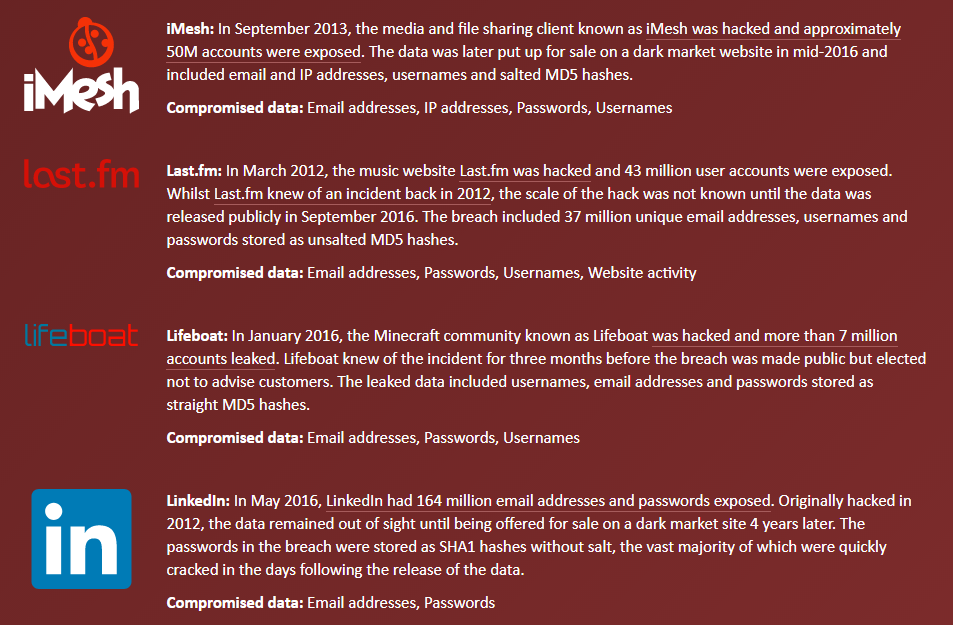 iMesh
iMesh: In September 2013, the media and file sharing client known as iMesh was hacked and approximately
50M accounts were exposed. The data was later put up for sale on a dark market website in mid-2016 and
included email and IP addresses, usernames and salted MD5 hashes.
Compromised data: Email addresses, IP addresses, Passwords, Usernames
last.fm
Last.fm: In March 2012, the music website Last.fm was hacked and 43 million user accounts were exposed.
Whilst Last.fm knew of an incident back in 2012, the scale of the hack was not known until the data was
released publicly in September 2016. The breach included 37 million unique email addresses, usernames and
passwords stored as unsalted MD5 hashes.
Compromised data: Email addresses, Passwords, Usernames, Website activity
lifeboat
Lifeboat: In January 2016, the Minecraft community known as Lifeboat was hacked and more than 7 million
accounts leaked. Lifeboat knew of the incident for three months before the breach was made public but elected
not to advise customers. The leaked data included usernames, email addresses and passwords stored as
straight MD5 hashes.
Compromised data: Email addresses, Passwords, Usernames
in
LinkedIn: In May 2016, LinkedIn had 164 million email addresses and passwords exposed. Originally hacked in
2012, the data remained out of sight until being offered for sale on a dark market site 4 years later. The
passwords in the breach were stored as SHA1 hashes without salt, the vast majority of which were quickly
cracked in the days following the release of the data.
Compromised data: Email addresses, Passwords